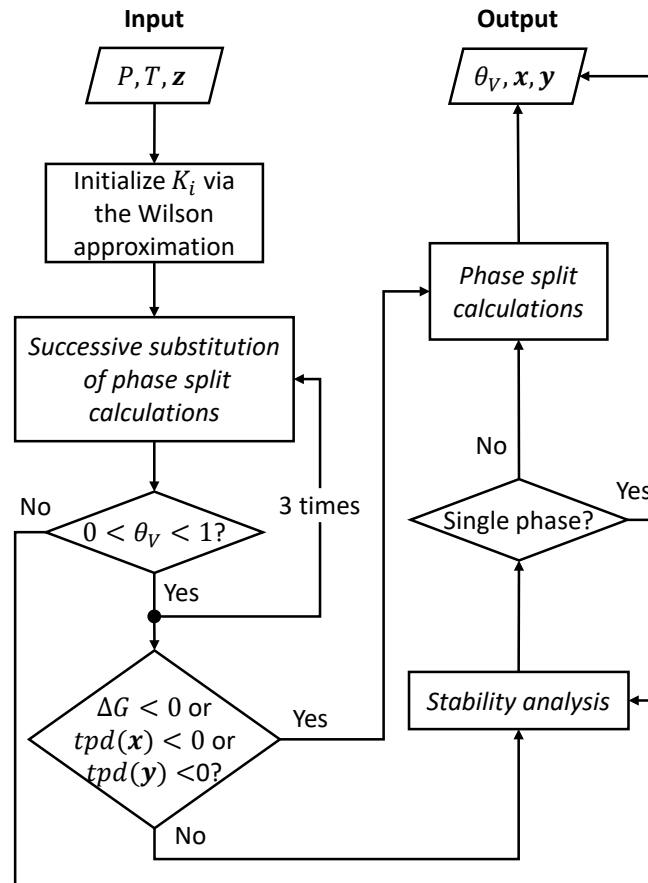 Input
P, T, z
Initialize K_i via
the Wilson
approximation
Successive substitution
of phase split
calculations
No
0 < θ_V < 1?
3 times
Yes
ΔG < 0 or
tpd(x) < 0 or
tpd(y) <0?
Yes
No
Output
θ_V, x, y
Phase split
calculations
No
Yes
Single phase?
Stability analysis